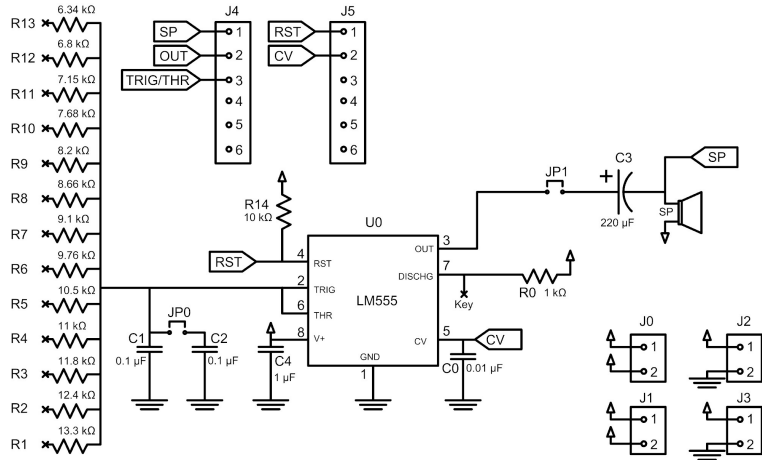 R13 6.34 kΩ
R12 6.8 kΩ
R11 7.15 kΩ
R10 7.68 kΩ
R9 8.2 kΩ
R8 8.66 kΩ
R7 9.1 kΩ
R6 9.76 kΩ
R5 10.5 kΩ
R4 11 kΩ
R3 11.8 kΩ
R2 12.4 kΩ
R1 13.3 kΩ
J4
SP 1
OUT 2
TRIG/THR 3
4
5
6
J5
RST 1
CV 2
3
4
5
6
R14
10 kΩ
RST
U0
LM555
4 RST
2 TRIG
6 THR
8 V+
GND
1
OUT 3
DISCHG 7
CV 5
Key
R0 1 kΩ
CV
C0 0.01 µF
JP0
C1
0.1 µF
C2
0.1 µF
C4
1 µF
JP1
+
C3
220 µF
SP
SP
J0
1
2
J2
1
2
J1
1
2
J3
1
2